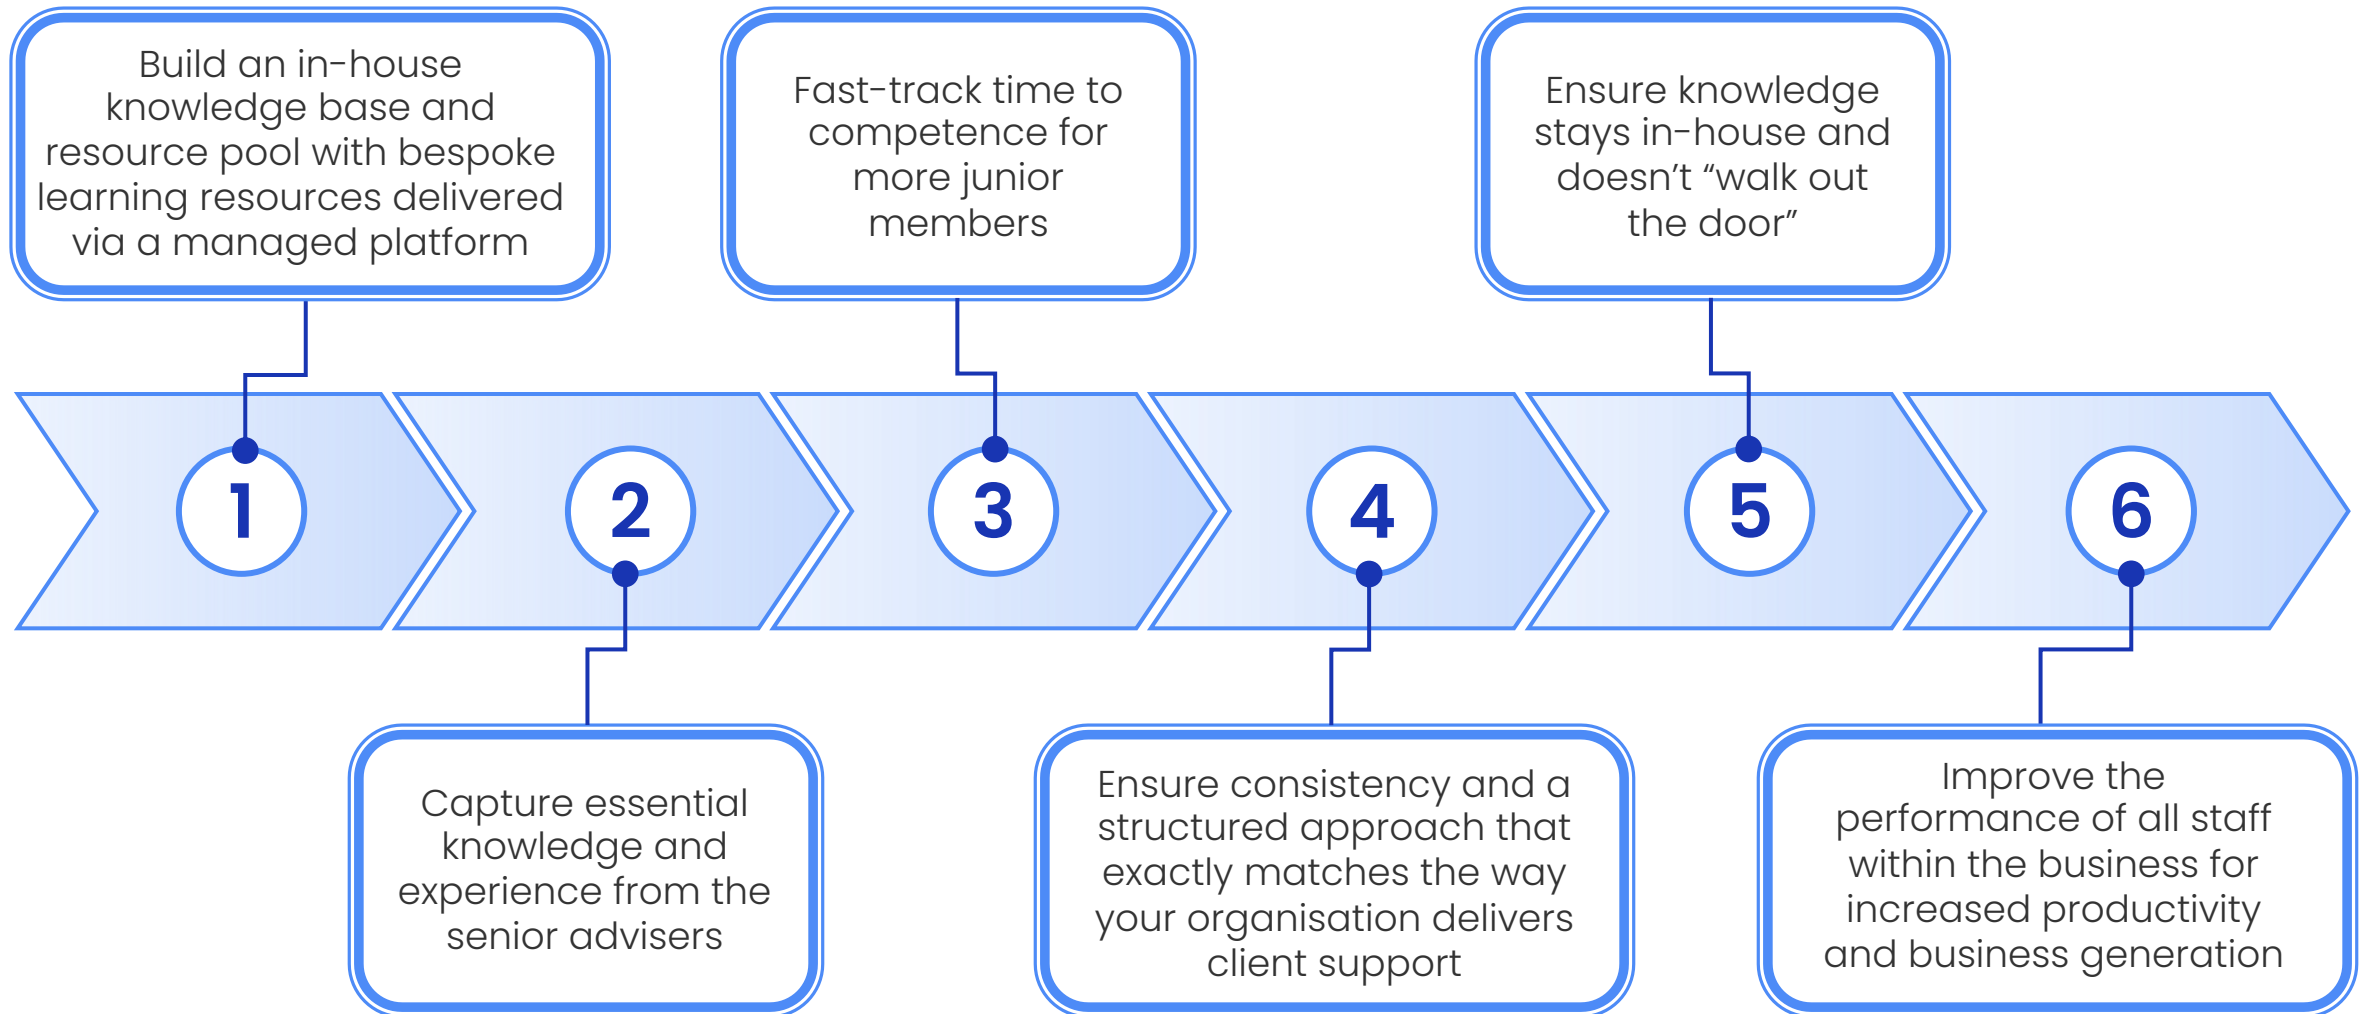 Build an in-house
knowledge base and
resource pool with bespoke
learning resources delivered
via a managed platform
Fast-track time to
competence for
more junior
members
Ensure knowledge
stays in-house and
doesn’t “walk out
the door”
1
2
3
4
5
6
Capture essential
knowledge and
experience from the
senior advisers
Ensure consistency and a
structured approach that
exactly matches the way
your organisation delivers
client support
Improve the
performance of all staff
within the business for
increased productivity
and business generation